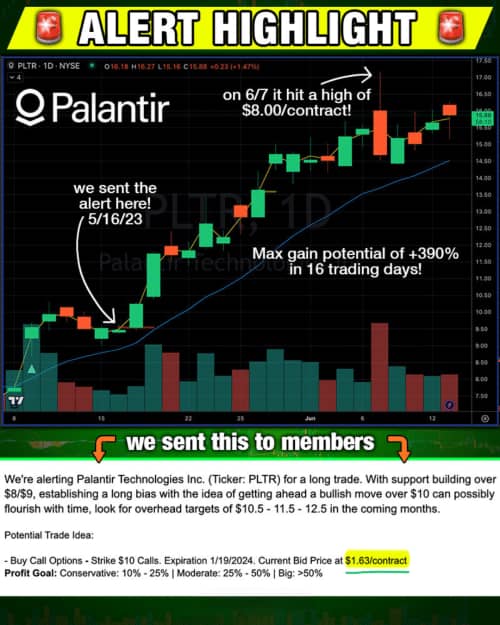 ALERT HIGHLIGHT
PLTR · 1D · NYSE O16.18 H16.27 L15.16 C15.88 +0.23 (+1.47%)
4
Palantir
on 6/7 it hit a high of
$8.00/contract!
we sent the
alert here!
5/16/23
PLTR, 1D
Palantir Technologies
Max gain potential of +390%
in 16 trading days!
17.50
17.00
16.50
15.88
15.00
14.50
14.00
13.50
13.00
12.50
12.00
11.50
11.00
10.50
10.00
9.50
9.00
8.50
8.00
7.50
8 15 22 25 Jun 6 12
we sent this to members
We're alerting Palantir Technologies Inc. (Ticker: PLTR) for a long trade. With support building over
$8/$9, establishing a long bias with the idea of getting ahead a bullish move over $10 can possibly
flourish with time, look for overhead targets of $10.5 - 11.5 - 12.5 in the coming months.
Potential Trade Idea:
- Buy Call Options - Strike $10 Calls. Expiration 1/19/2024. Current Bid Price at $1.63/contract
Profit Goal: Conservative: 10% - 25% | Moderate: 25% - 50% | Big: >50%